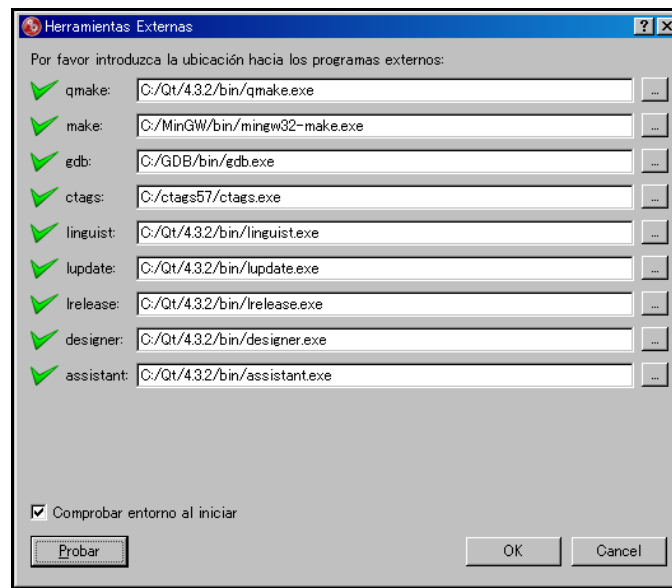 Herramientas Externas
Por favor introduzca la ubicación hacia los programas externos:
qmake: C:/Qt/4.3.2/bin/qmake.exe ...
make: C:/MinGW/bin/mingw32-make.exe ...
gdb: C:/GDB/bin/gdb.exe ...
ctags: C:/ctags57/ctags.exe ...
linguist: C:/Qt/4.3.2/bin/linguist.exe ...
lupdate: C:/Qt/4.3.2/bin/lupdate.exe ...
lrelease: C:/Qt/4.3.2/bin/lrelease.exe ...
designer: C:/Qt/4.3.2/bin/designer.exe ...
assistant: C:/Qt/4.3.2/bin/assistant.exe ...
Comprobar entorno al iniciar
Probar OK Cancel